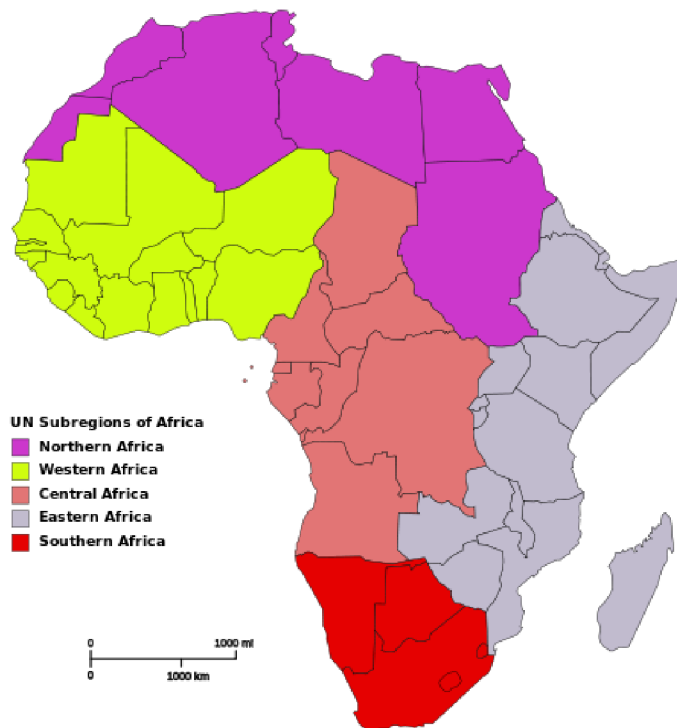 UN Subregions of Africa
Northern Africa
Western Africa
Central Africa
Eastern Africa
Southern Africa
0 1000 mi
0 1000 km